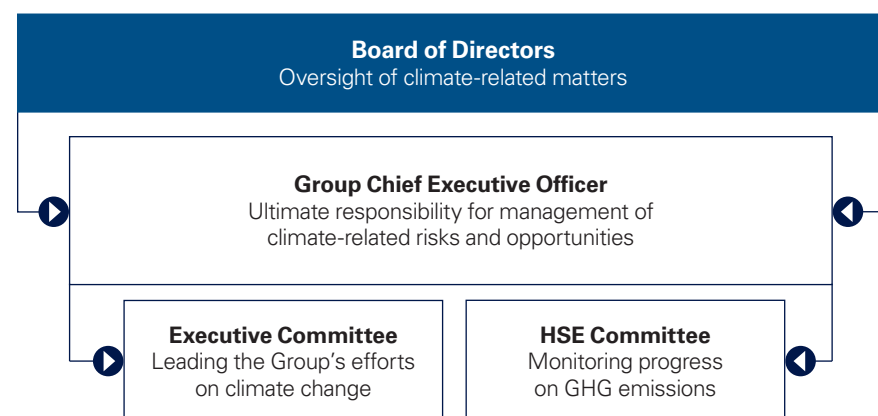 Board of Directors
Oversight of climate-related matters
Group Chief Executive Officer
Ultimate responsibility for management of
climate-related risks and opportunities
Executive Committee
Leading the Group’s efforts
on climate change
HSE Committee
Monitoring progress
on GHG emissions